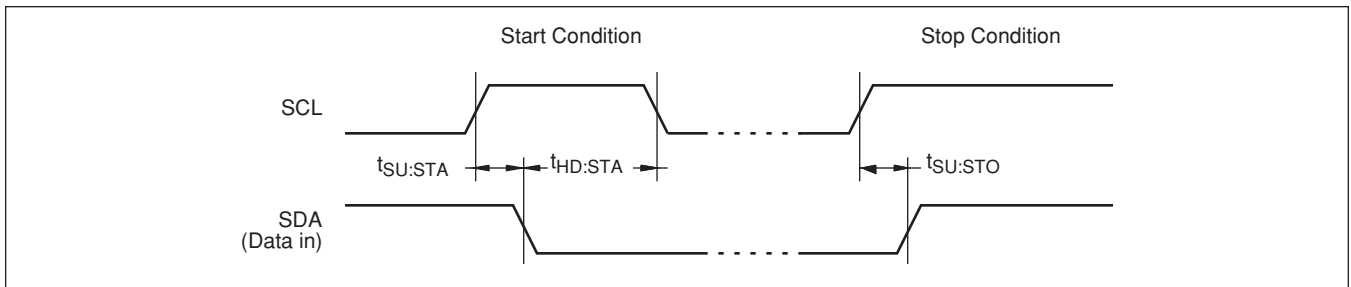 Start Condition
Stop Condition
SCL
tSU:STA
tHD:STA
tSU:STO
SDA
(Data in)